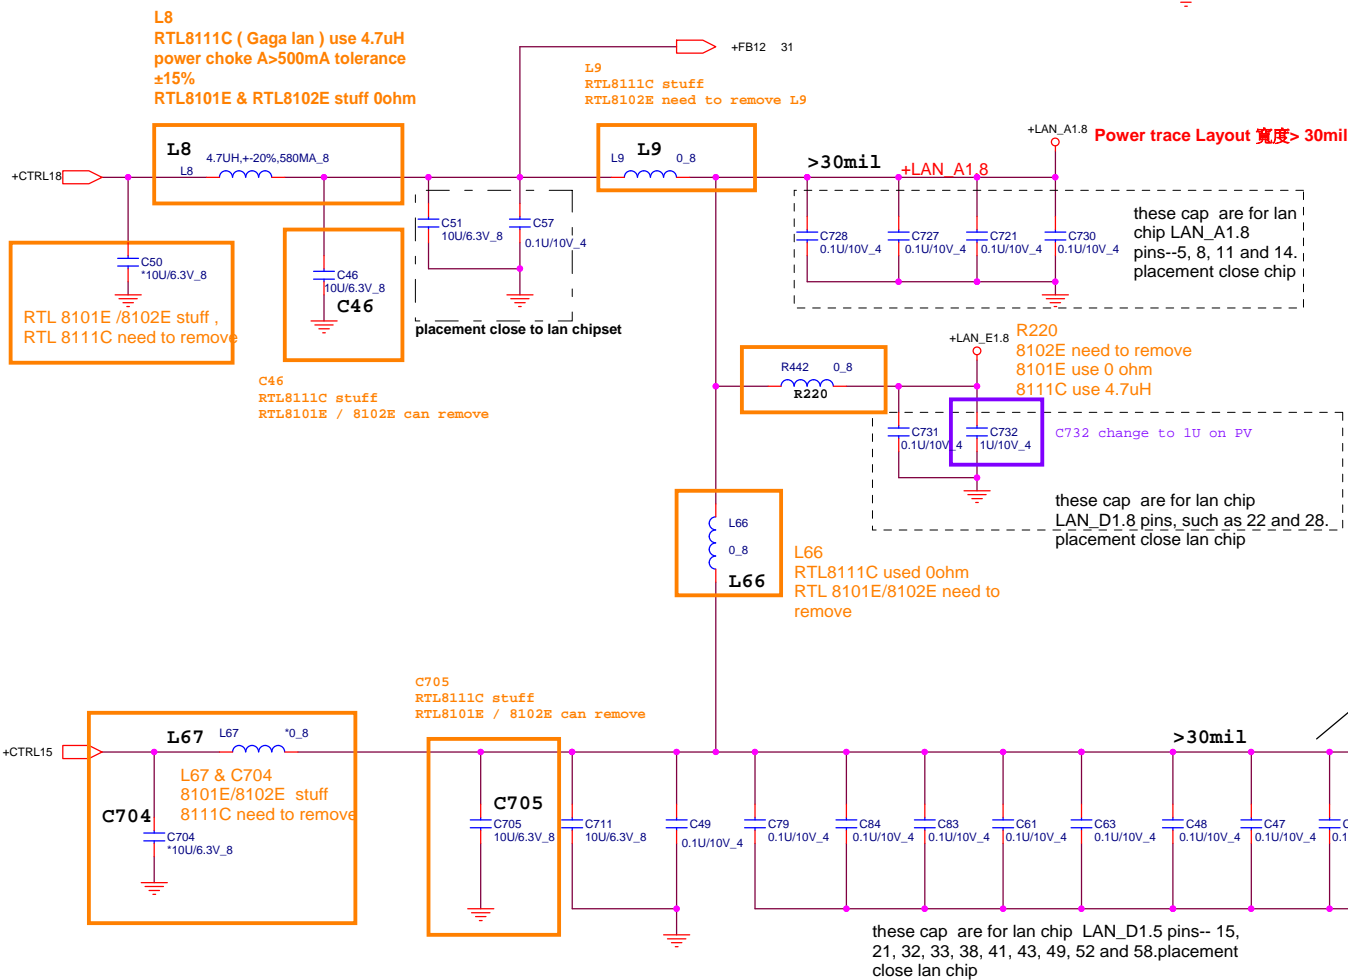 L8
RTL8111C ( Gaga lan ) use 4.7uH
power choke A>500mA tolerance
±15%
RTL8101E & RTL8102E stuff 0ohm
+FB12 31
L9
RTL8111C stuff
RTL8102E need to remove L9
+LAN_A1.8
Power trace Layout 寬度> 30mil
L8
4.7UH,+-20%,580MA_8
L8
L9
L9
0_8
>30mil
+LAN_A1.8
+CTRL18
C51
10U/6.3V_8
C57
0.1U/10V_4
C728
0.1U/10V_4
C727
0.1U/10V_4
C721
0.1U/10V_4
C730
0.1U/10V_4
these cap are for lan
chip LAN_A1.8
pins--5, 8, 11 and 14.
placement close chip
C50
*10U/6.3V_8
RTL 8101E /8102E stuff ,
RTL 8111C need to remove
C46
10U/6.3V_8
C46
placement close to lan chipset
C46
RTL8111C stuff
RTL8101E / 8102E can remove
+LAN_E1.8
R220
8102E need to remove
8101E use 0 ohm
8111C use 4.7uH
R442
0_8
R220
C731
0.1U/10V_4
C732
1U/10V_4
C732 change to 1U on PV
these cap are for lan chip
LAN_D1.8 pins, such as 22 and 28.
placement close lan chip
L66
0_8
L66
L66
RTL8111C used 0ohm
RTL 8101E/8102E need to
remove
C705
RTL8111C stuff
RTL8101E / 8102E can remove
+CTRL15
L67
L67
*0_8
>30mil
L67 & C704
8101E/8102E stuff
8111C need to remove
C704
C704
*10U/6.3V_8
C705
C705
10U/6.3V_8
C711
10U/6.3V_8
C49
0.1U/10V_4
C79
0.1U/10V_4
C84
0.1U/10V_4
C83
0.1U/10V_4
C61
0.1U/10V_4
C63
0.1U/10V_4
C48
0.1U/10V_4
C47
0.1U/10V_4
C
0.1
these cap are for lan chip LAN_D1.5 pins-- 15,
21, 32, 33, 38, 41, 43, 49, 52 and 58.placement
close lan chip